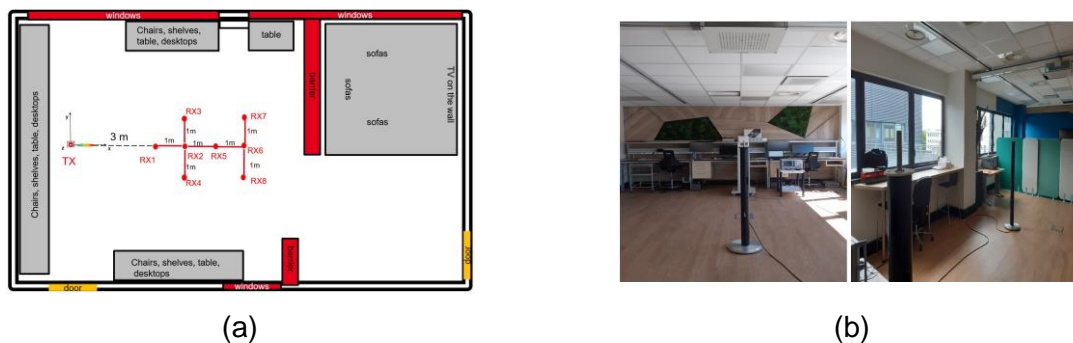 windows
windows
Chairs, shelves,
table, desktops
table
sofas
sofas
sofas
TV on the wall
barrier
Chairs, shelves, table, desktops
3 m
TX
RX1
RX3
1m
1m
RX2
1m
RX4
1m
RX5
1m
RX7
1m
RX6
1m
RX8
Chairs, shelves, table,
desktops
barrier
windows
door
door
(a)
(b)